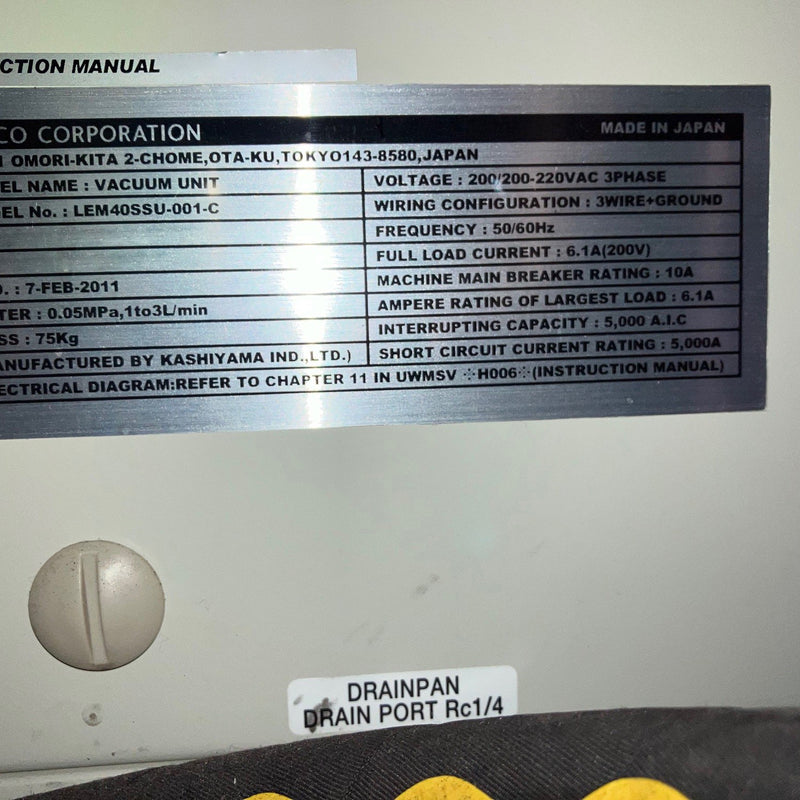 CTION MANUAL
CO CORPORATION MADE IN JAPAN
OMORI-KITA 2-CHOME,OTA-KU,TOKYO143-8580,JAPAN
EL NAME : VACUUM UNIT
EL No. : LEM40SSU-001-C
. : 7-FEB-2011
TER : 0.05MPa,1to3L/min
SS : 75Kg
ANUFACTURED BY KASHIYAMA IND.,LTD.)
VOLTAGE : 200/200-220VAC 3PHASE
WIRING CONFIGURATION : 3WIRE+GROUND
FREQUENCY : 50/60Hz
FULL LOAD CURRENT : 6.1A(200V)
MACHINE MAIN BREAKER RATING : 10A
AMPERE RATING OF LARGEST LOAD : 6.1A
INTERRUPTING CAPACITY : 5,000 A.I.C
SHORT CIRCUIT CURRENT RATING : 5,000A
ECTRICAL DIAGRAM:REFER TO CHAPTER 11 IN UWMSV ※H006※(INSTRUCTION MANUAL)
DRAINPAN
DRAIN PORT Rc1/4